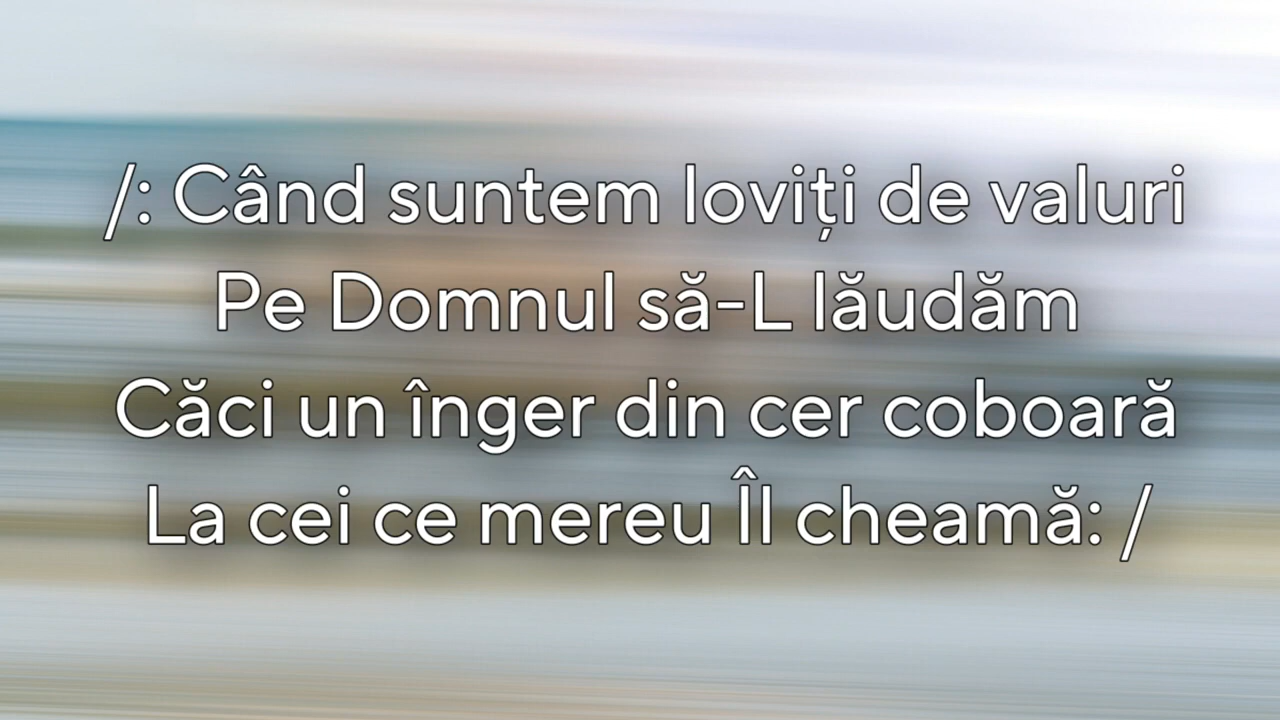 /: Când suntem loviți de valuri
Pe Domnul să-L lăudăm
Căci un înger din cer coboară
La cei ce mereu Îl cheamă: /